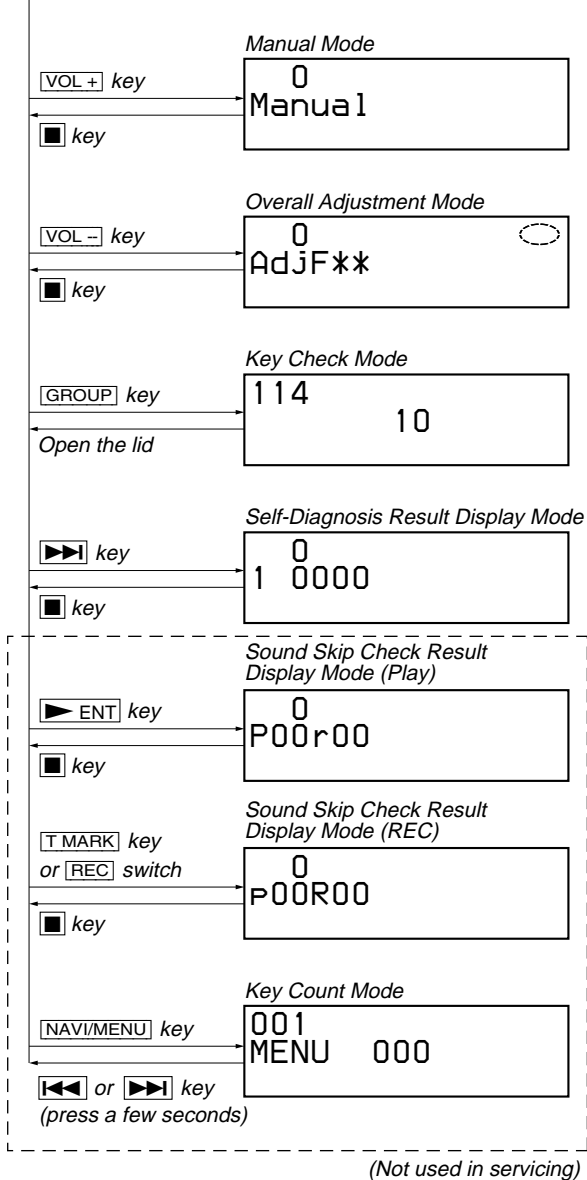 Manual Mode
VOL + key
0
Manual
■ key
Overall Adjustment Mode
VOL – key
0
AdjF**
■ key
Key Check Mode
GROUP key
114
10
Open the lid
Self-Diagnosis Result Display Mode
▶▶I key
0
1 0000
■ key
Sound Skip Check Result
Display Mode (Play)
▶ ENT key
0
P00r00
■ key
Sound Skip Check Result
Display Mode (REC)
T MARK key
or REC switch
0
p00R00
■ key
Key Count Mode
NAVI/MENU key
001
MENU 000
I◀◀ or ▶▶I key
(press a few seconds)
(Not used in servicing)